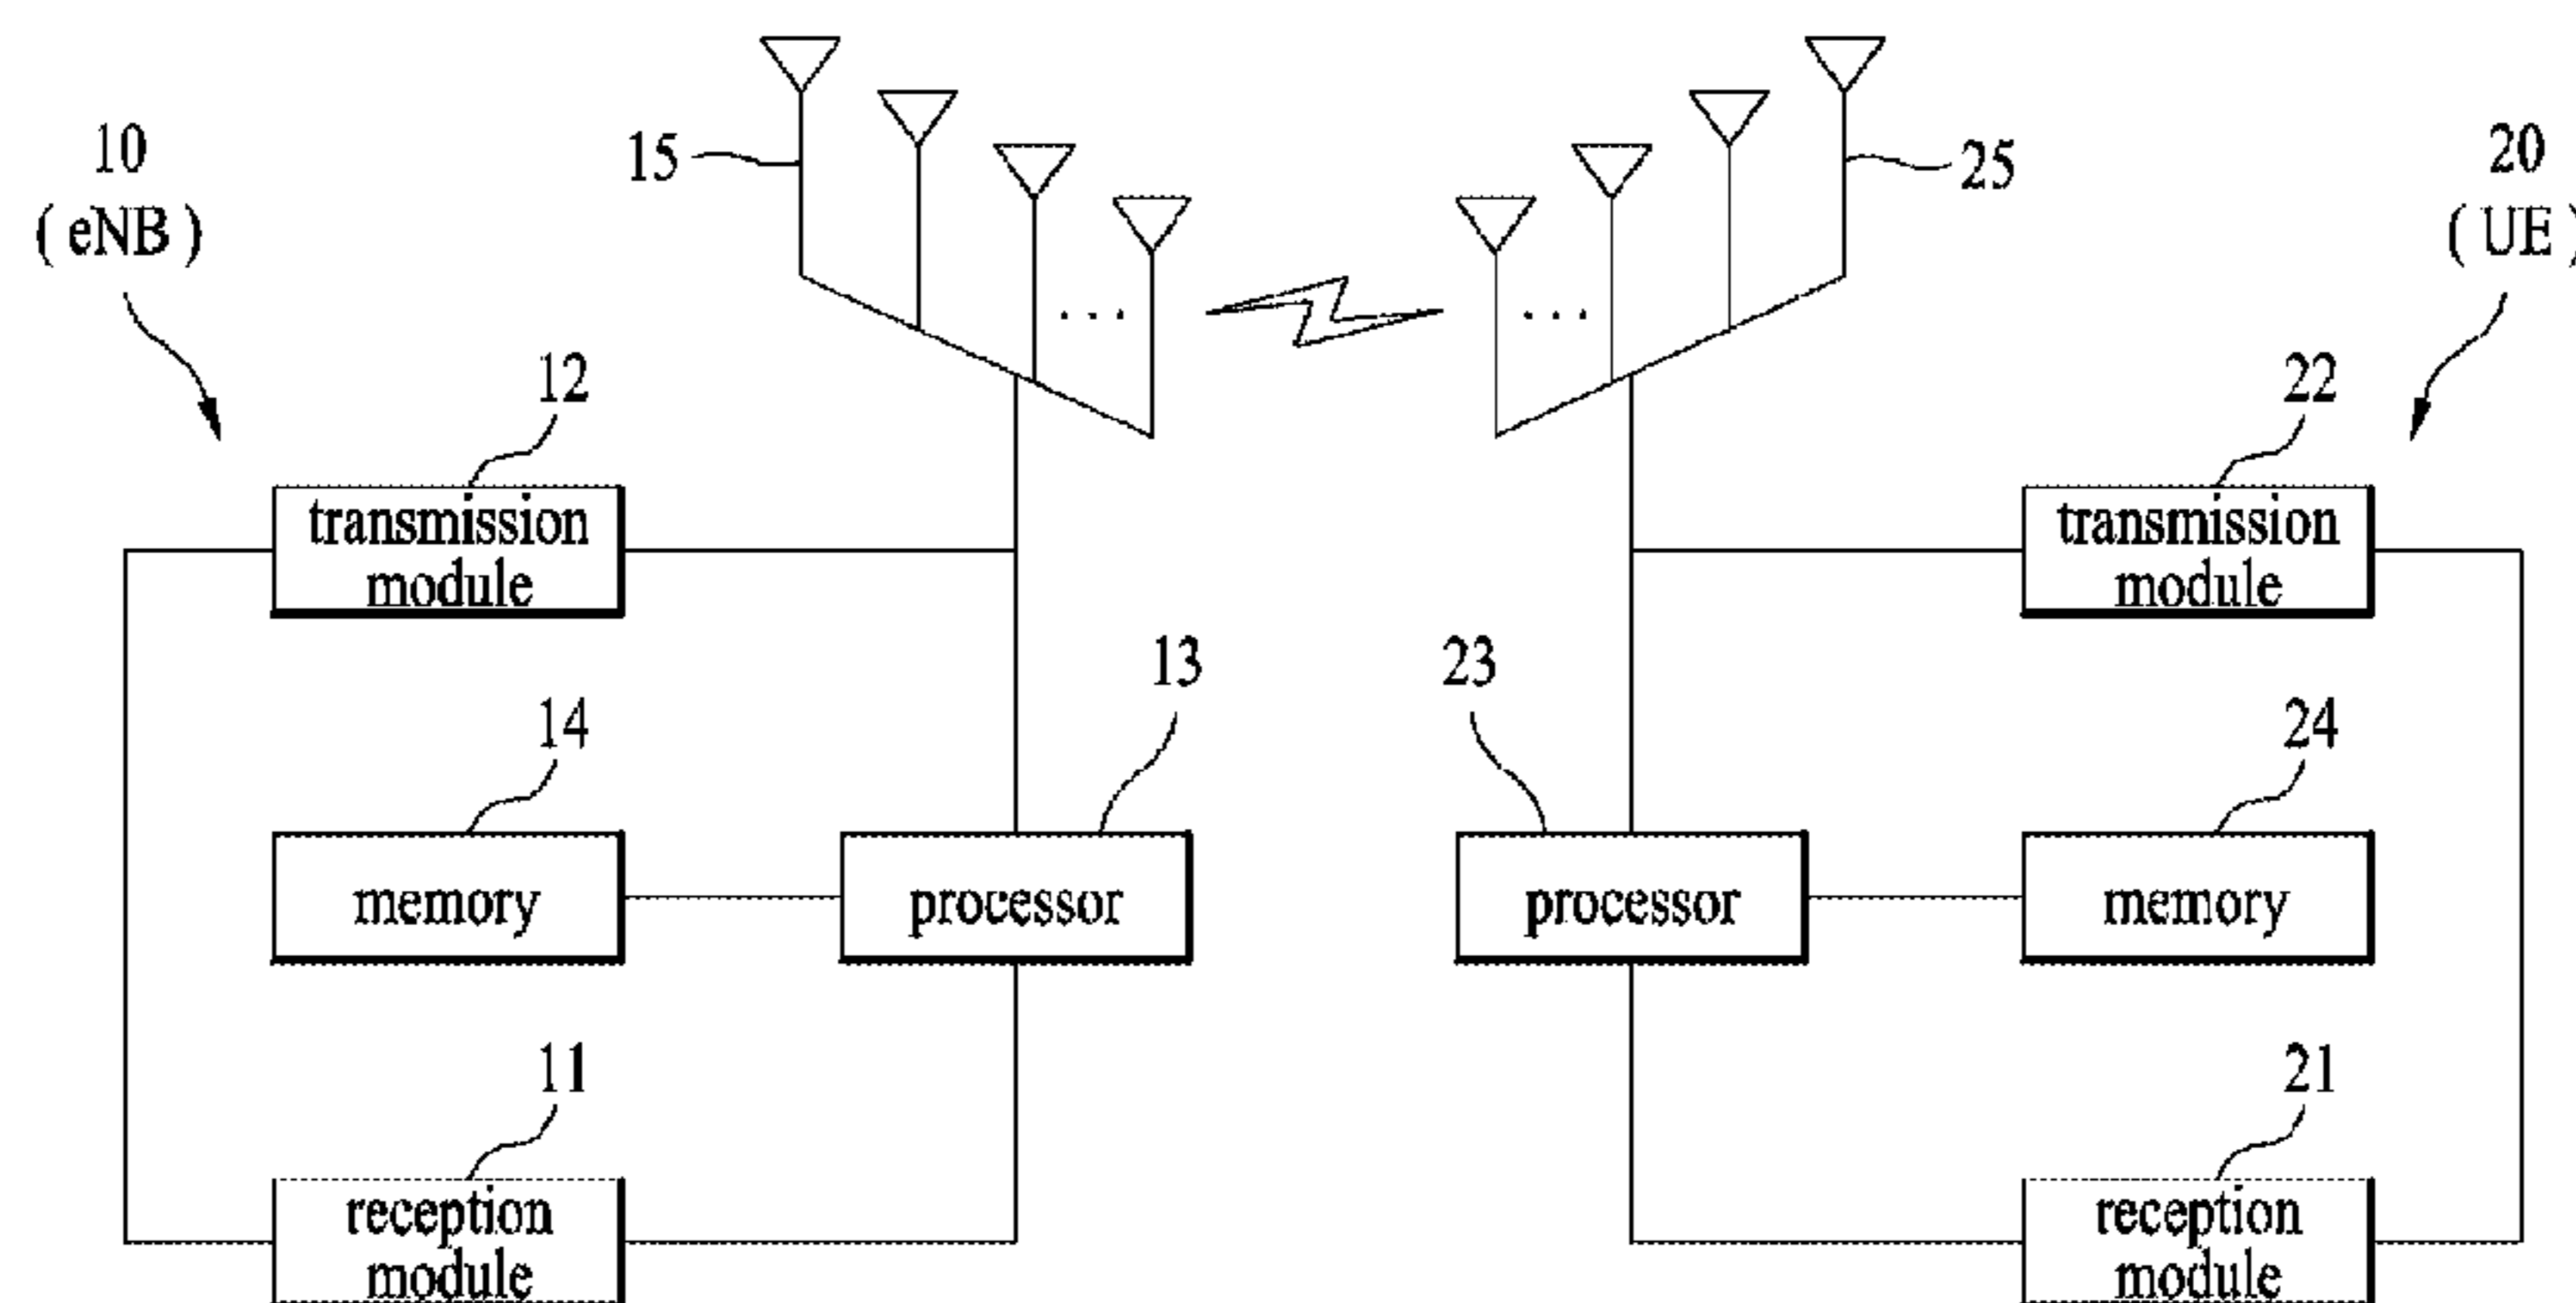 10
( eNB )
15
25
20
( UE )
12
22
transmission
module
transmission
module
13
23
14
24
memory
processor
processor
memory
11
21
reception
module
reception
module